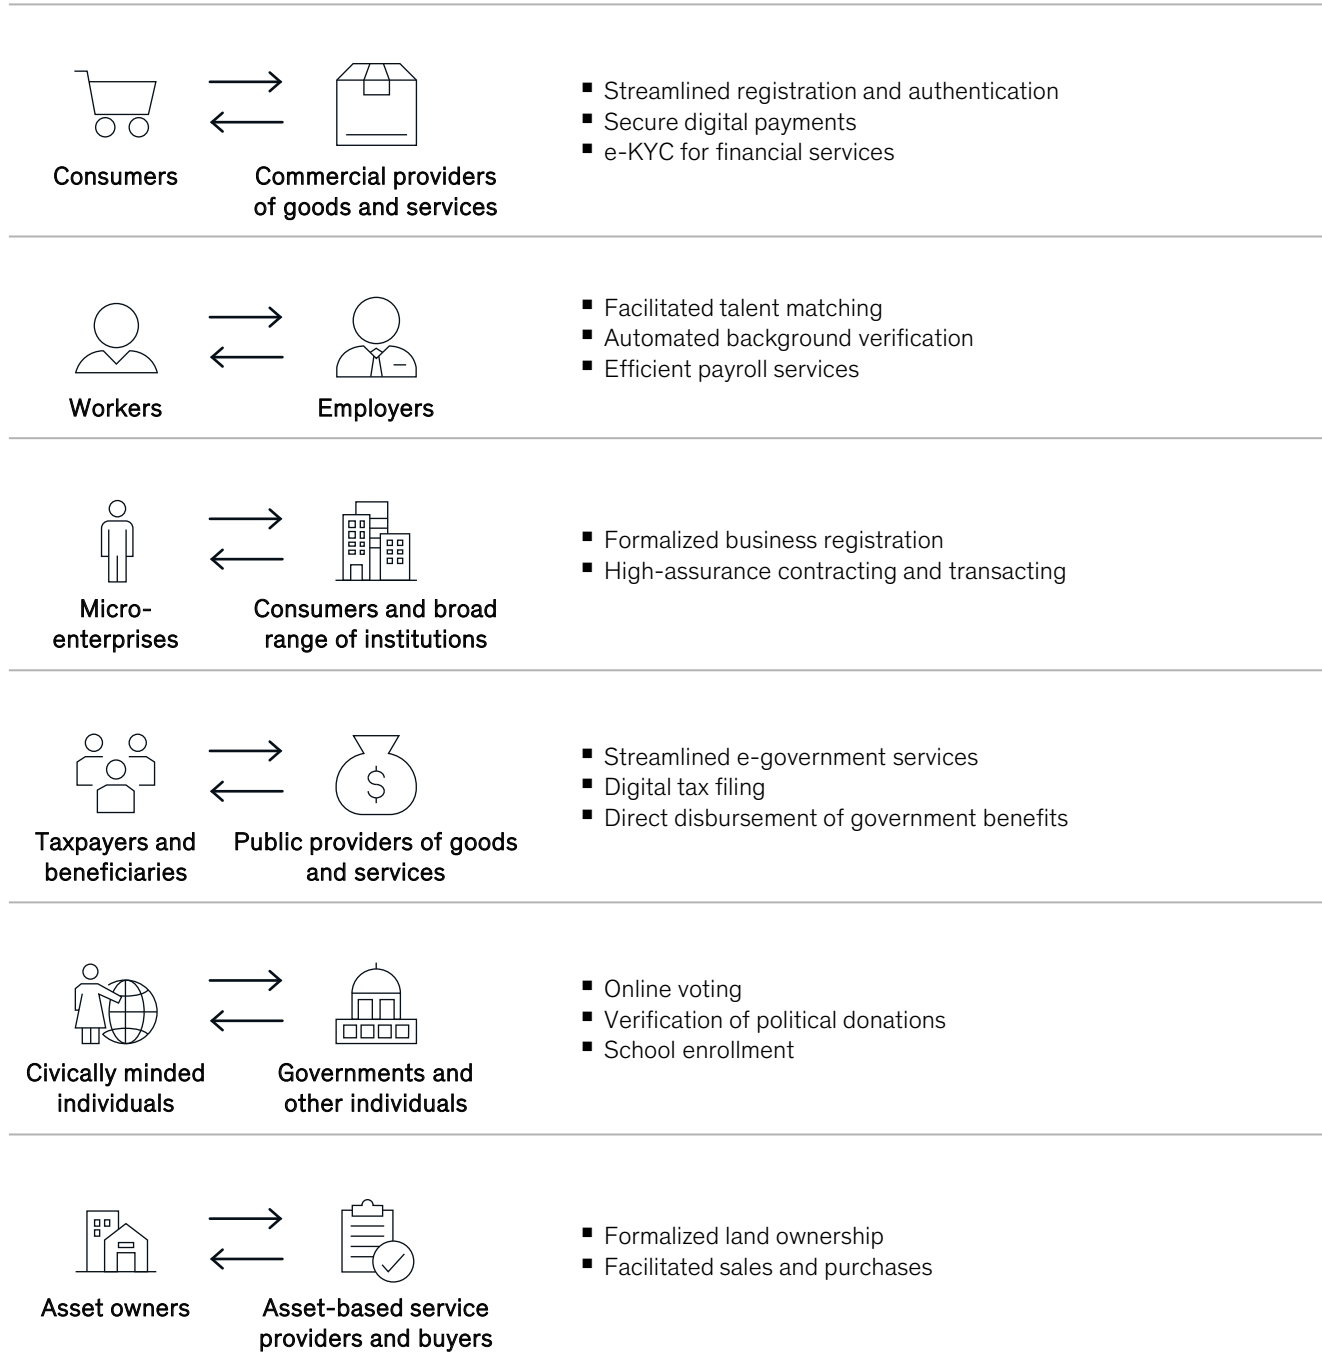 Consumers
Commercial providers
of goods and services
▪ Streamlined registration and authentication
▪ Secure digital payments
▪ e-KYC for financial services
Workers
Employers
▪ Facilitated talent matching
▪ Automated background verification
▪ Efficient payroll services
Micro-
enterprises
Consumers and broad
range of institutions
▪ Formalized business registration
▪ High-assurance contracting and transacting
$
Taxpayers and
beneficiaries
Public providers of goods
and services
▪ Streamlined e-government services
▪ Digital tax filing
▪ Direct disbursement of government benefits
Civically minded
individuals
Governments and
other individuals
▪ Online voting
▪ Verification of political donations
▪ School enrollment
Asset owners
Asset-based service
providers and buyers
▪ Formalized land ownership
▪ Facilitated sales and purchases